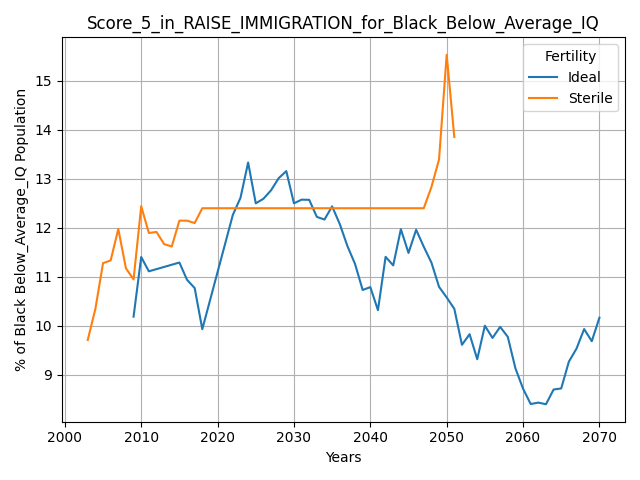 Score_5_in_RAISE_IMMIGRATION_for_Black_Below_Average_IQ
% of Black Below_Average_IQ Population
15
14
13
12
11
10
9
Fertility
Ideal
Sterile
2000 2010 2020 2030 2040 2050 2060 2070
Years